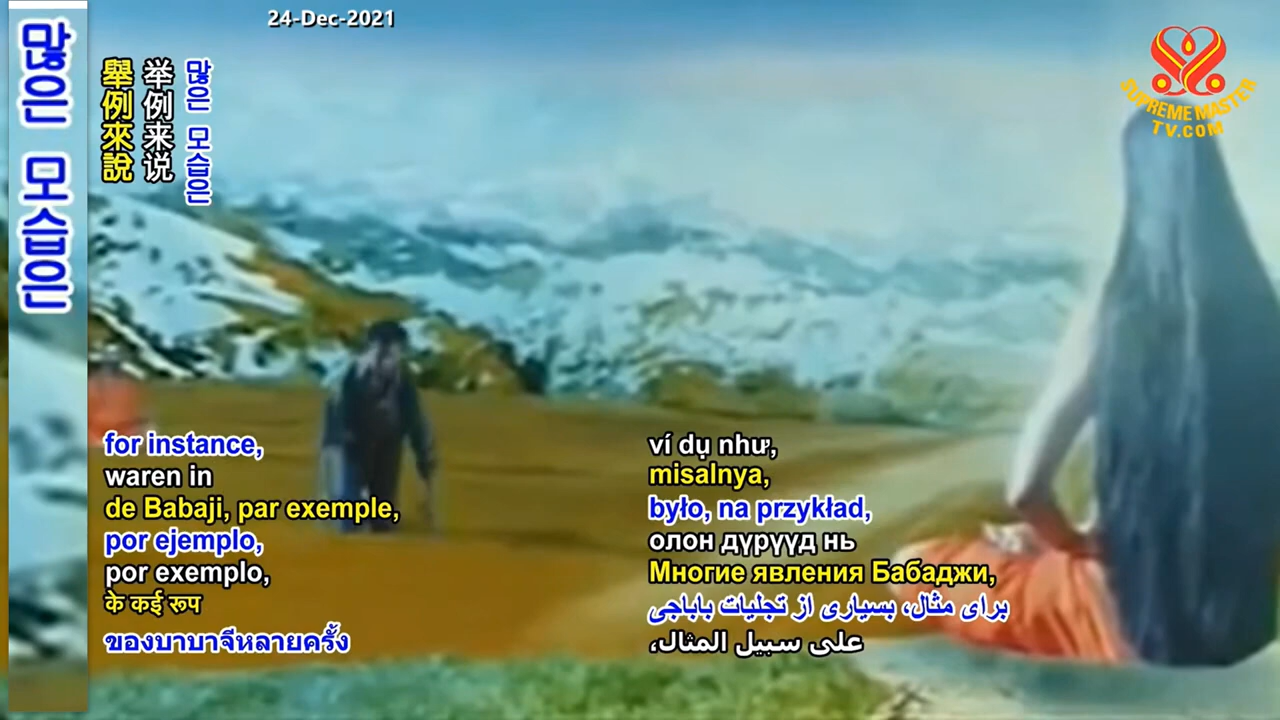 24-Dec-2021
많은 모습은
舉例來說
举例来说
많은 모습은
SUPREME MASTER
TV.COM
for instance,
waren in
de Babaji, par exemple,
por ejemplo,
por exemplo,
के कई रूप
ของบาบาจีหลายครั้ง
ví dụ như,
misalnya,
było, na przykład,
олон дүрүүд нь
Многие явления Бабаджи,
برای مثال، بسیاری از تجلیات باباجی
على سبيل المثال،